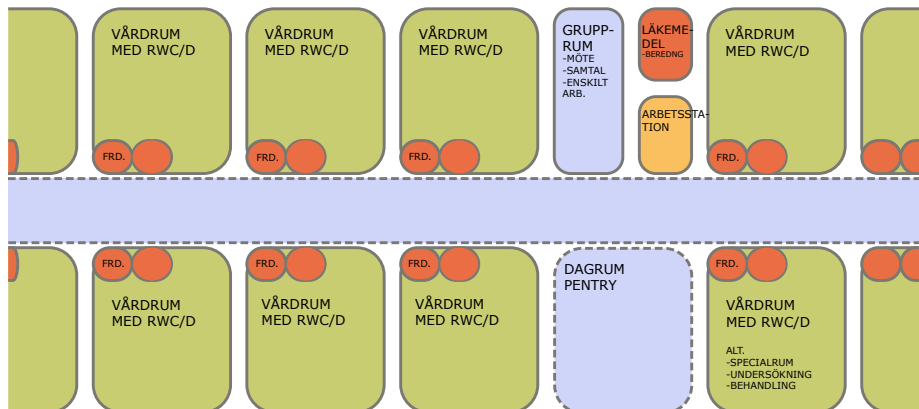 VÅRDRUM
MED RWC/D
VÅRDRUM
MED RWC/D
VÅRDRUM
MED RWC/D
GRUPP-
RUM
-MÖTE
-SAMTAL
-ENSKILT
ARB.
LÄKEME-
DEL
-BEREDNG
VÅRDRUM
MED RWC/D
ARBETSSTA-
TION
FRD.
FRD.
FRD.
FRD.
FRD.
FRD.
FRD.
FRD.
DAGRUM
PENTRY
VÅRDRUM
MED RWC/D
VÅRDRUM
MED RWC/D
VÅRDRUM
MED RWC/D
VÅRDRUM
MED RWC/D
ALT.
-SPECIALRUM
-UNDERSÖKNING
-BEHANDLING